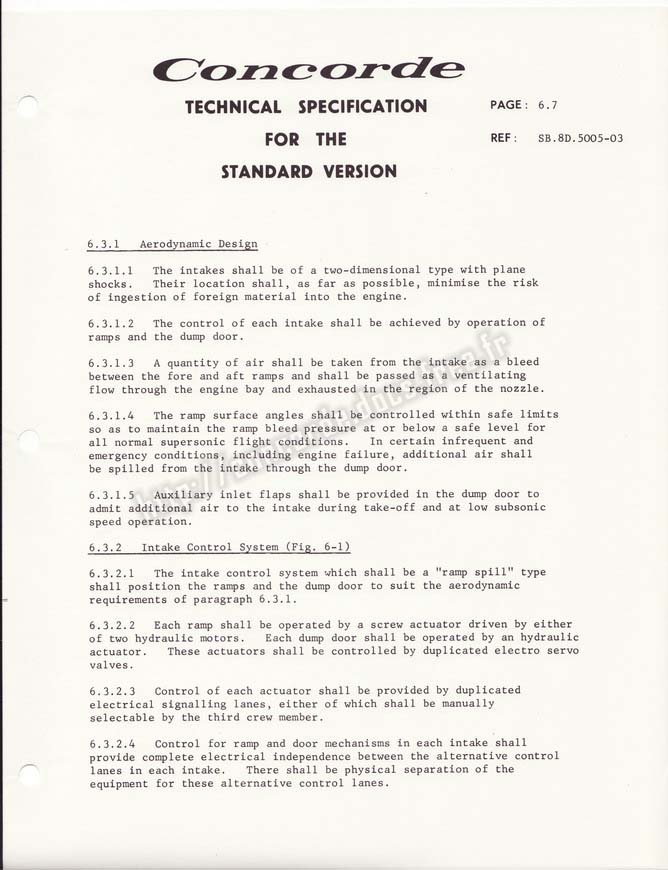 Concorde
TECHNICAL SPECIFICATION
FOR THE
STANDARD VERSION
PAGE: 6.7
REF: SB.8D.5005-03
6.3.1 Aerodynamic Design
6.3.1.1 The intakes shall be of a two-dimensional type with plane
shocks. Their location shall, as far as possible, minimise the risk
of ingestion of foreign material into the engine.
6.3.1.2 The control of each intake shall be achieved by operation of
ramps and the dump door.
6.3.1.3 A quantity of air shall be taken from the intake as a bleed
between the fore and aft ramps and shall be passed as a ventilating
flow through the engine bay and exhausted in the region of the nozzle.
6.3.1.4 The ramp surface angles shall be controlled within safe limits
so as to maintain the ramp bleed pressure at or below a safe level for
all normal supersonic flight conditions. In certain infrequent and
emergency conditions, including engine failure, additional air shall
be spilled from the intake through the dump door.
6.3.1.5 Auxiliary inlet flaps shall be provided in the dump door to
admit additional air to the intake during take-off and at low subsonic
speed operation.
6.3.2 Intake Control System (Fig. 6-1)
6.3.2.1 The intake control system which shall be a "ramp spill" type
shall position the ramps and the dump door to suit the aerodynamic
requirements of paragraph 6.3.1.
6.3.2.2 Each ramp shall be operated by a screw actuator driven by either
of two hydraulic motors. Each dump door shall be operated by an hydraulic
actuator. These actuators shall be controlled by duplicated electro servo
valves.
6.3.2.3 Control of each actuator shall be provided by duplicated
electrical signalling lanes, either of which shall be manually
selectable by the third crew member.
6.3.2.4 Control for ramp and door mechanisms in each intake shall
provide complete electrical independence between the alternative control
lanes in each intake. There shall be physical separation of the
equipment for these alternative control lanes.